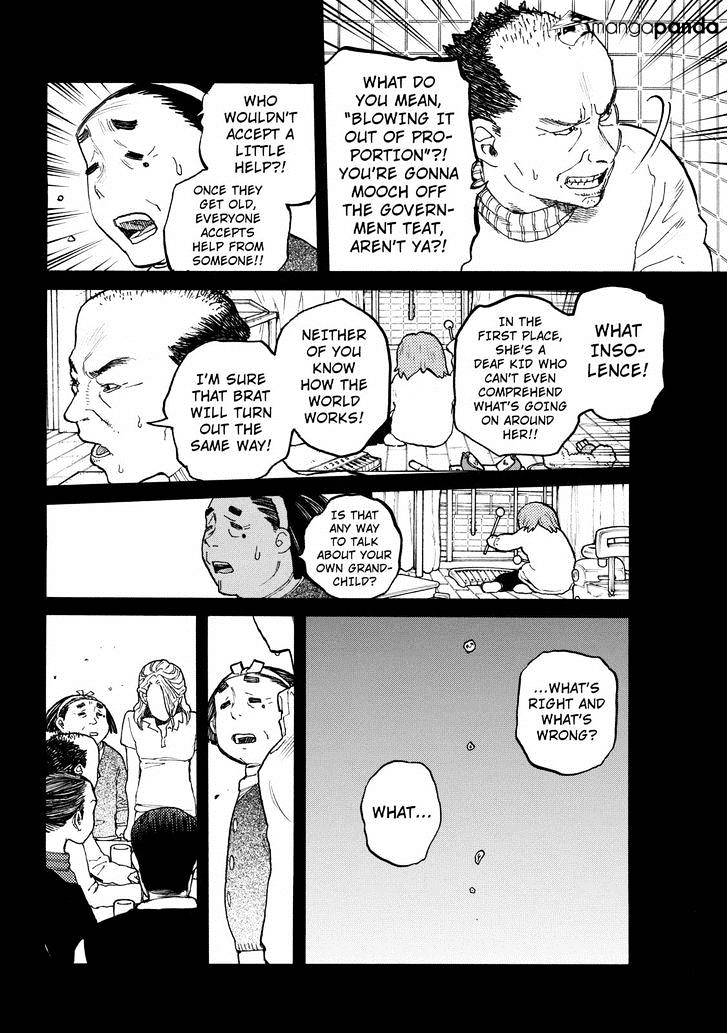 mangapanda
WHAT DO
YOU MEAN,
"BLOWING IT
OUT OF PRO-
PORTION"?!
YOU'RE GONNA
MOOCH OFF
THE GOVERN-
MENT TEAT,
AREN'T YA?!
WHO
WOULDN'T
ACCEPT A
LITTLE
HELP?!
ONCE THEY
GET OLD,
EVERYONE
ACCEPTS
HELP FROM
SOMEONE!!
WHAT
INSO-
LENCE!
IN THE
FIRST PLACE,
SHE'S A
DEAF KID WHO
CAN'T EVEN
COMPREHEND
WHAT'S GOING
ON AROUND
HER!!
NEITHER
OF YOU
KNOW
HOW THE
WORLD
WORKS!
I'M SURE
THAT BRAT
WILL TURN
OUT THE
SAME WAY!
IS THAT
ANY WAY
TO TALK
ABOUT YOUR
OWN GRAND-
CHILD?
...WHAT'S
RIGHT AND
WHAT'S
WRONG?
WHAT...